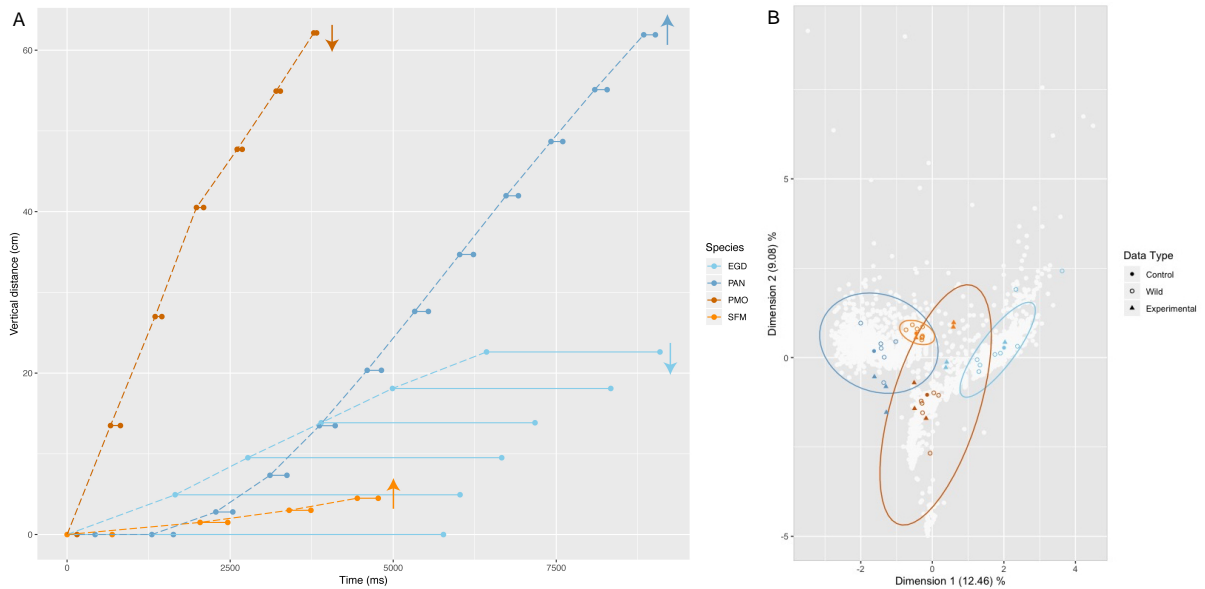 A
60
40
20
0
0
2500
5000
7500
Time (ms)
Vertical distance (cm)
Species
EGD
PAN
PMO
SFM
B
5
0
-5
-2
0
2
4
Dimension 1 (12.46) %
Dimension 2 (9.08) %
Data Type
Control
Wild
Experimental